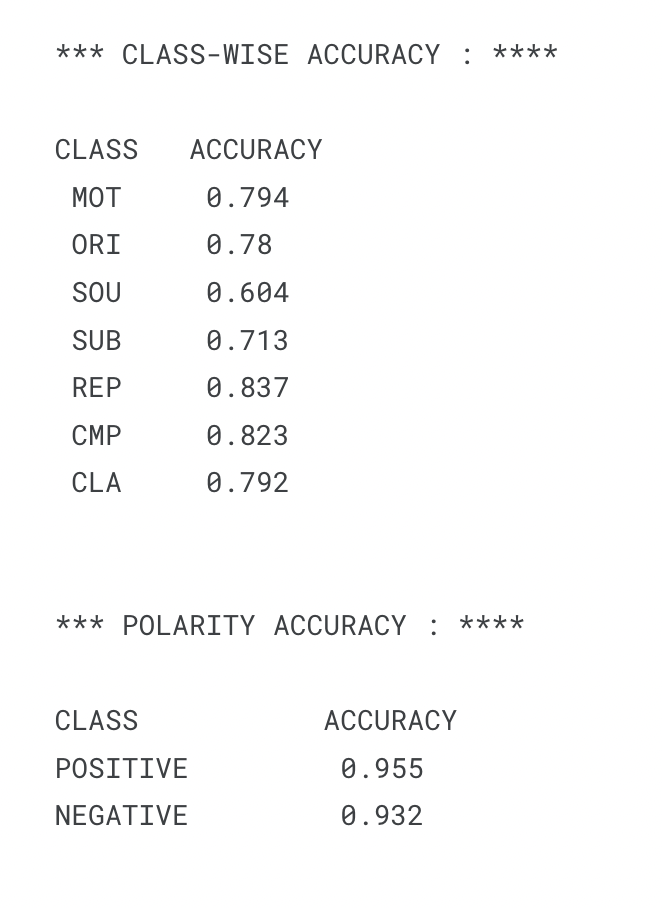 *** CLASS-WISE ACCURACY : ****
CLASS ACCURACY
MOT 0.794
ORI 0.78
SOU 0.604
SUB 0.713
REP 0.837
CMP 0.823
CLA 0.792
*** POLARITY ACCURACY : ****
CLASS ACCURACY
POSITIVE 0.955
NEGATIVE 0.932